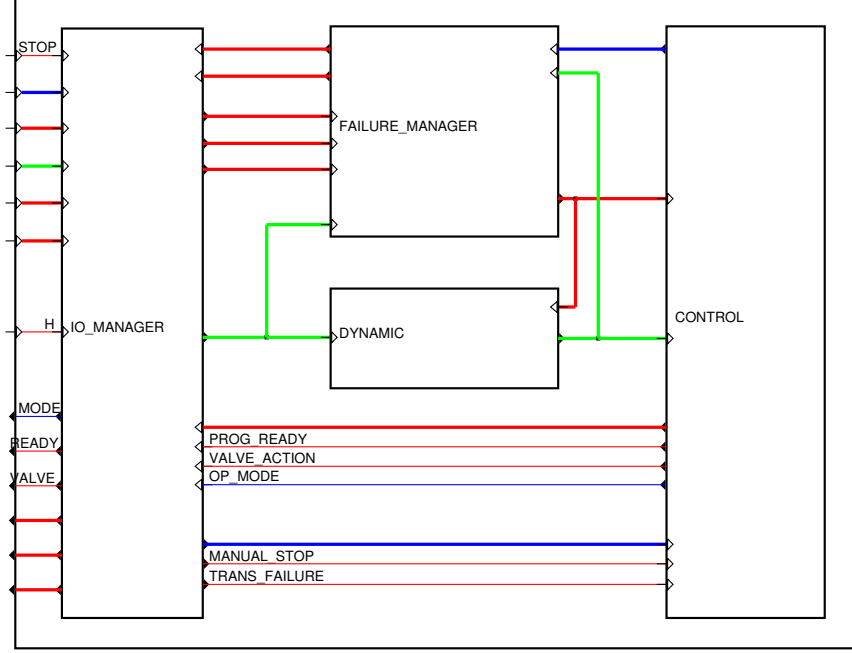 STOP
FAILURE_MANAGER
H
IO_MANAGER
DYNAMIC
CONTROL
MODE
READY
PROG_READY
VALVE_ACTION
VALVE
OP_MODE
MANUAL_STOP
TRANS_FAILURE